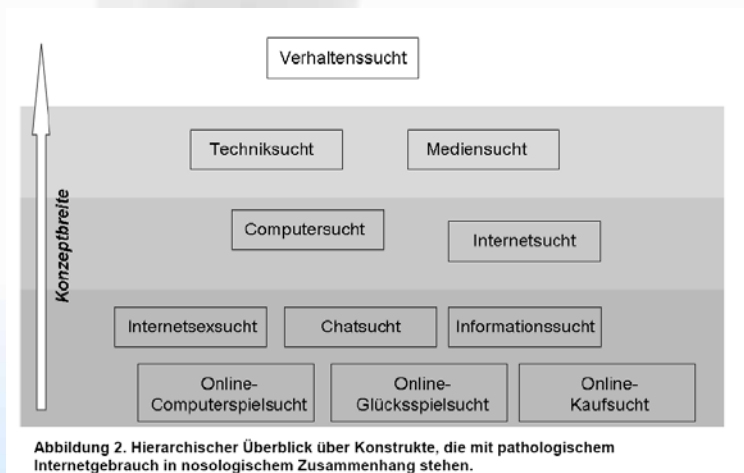 Verhaltenssucht
Techniksucht
Mediensucht
Computersucht
Internetsucht
Konzeptbreite
Internetsexsucht
Chatsucht
Informationssucht
Online-
Computerspielsucht
Online-
Glücksspielsucht
Online-
Kaufsucht
Abbildung 2. Hierarchischer Überblick über Konstrukte, die mit pathologischem
Internetgebrauch in nosologischem Zusammenhang stehen.